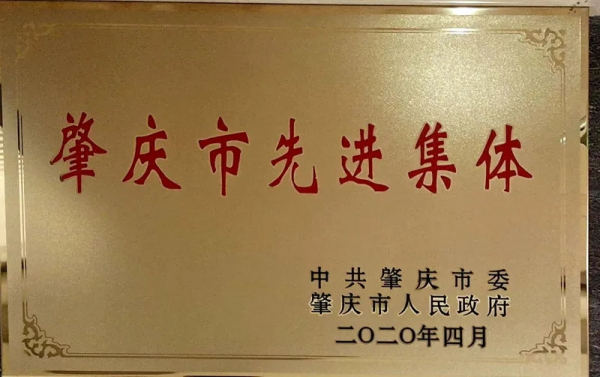 肇庆市先进集体
中共肇庆市委
肇庆市人民政府
二〇二〇年四月